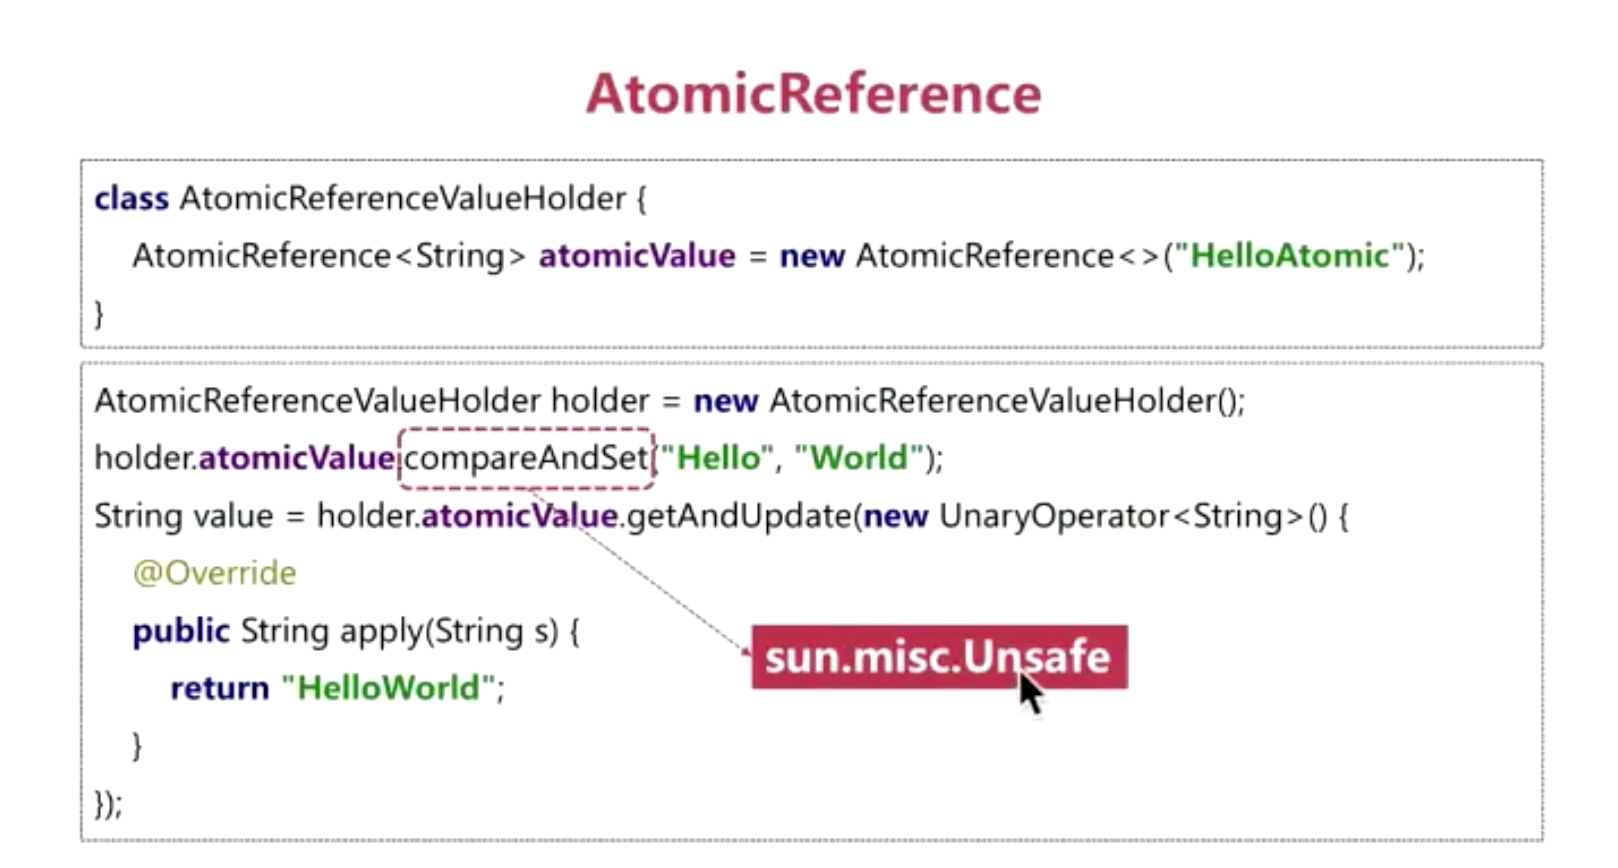 AtomicReference
class AtomicReferenceValueHolder {
AtomicReference<String> atomicValue = new AtomicReference<>("HelloAtomic");
}
AtomicReferenceValueHolder holder = new AtomicReferenceValueHolder();
holder.atomicValue.compareAndSet("Hello", "World");
String value = holder.atomicValue.getAndUpdate(new UnaryOperator<String>() {
@Override
public String apply(String s) {
return "HelloWorld";
sun.misc.Unsafe
}
});